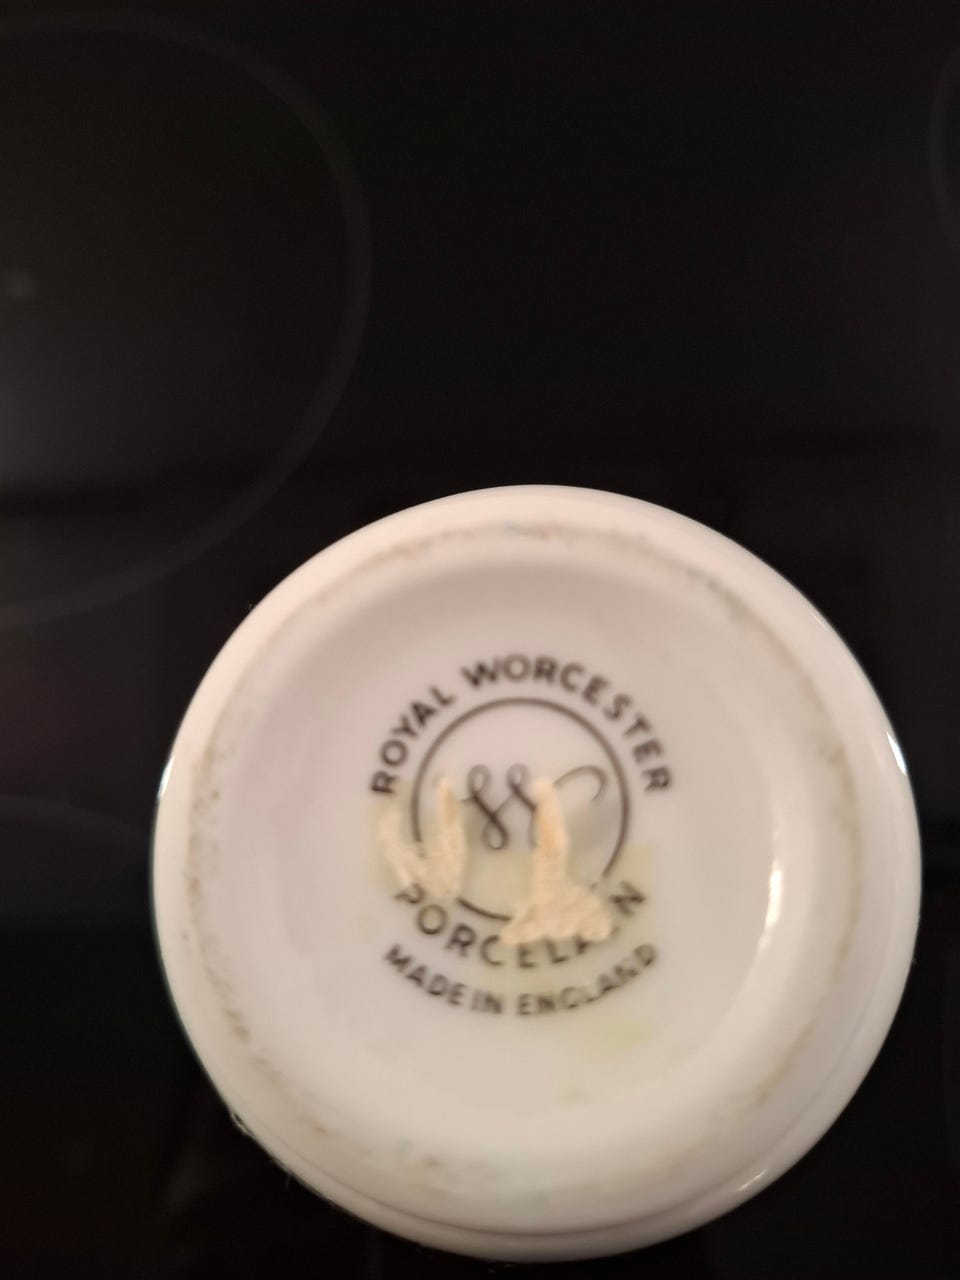 ROYAL WORCESTER
PORCELAIN
MADE IN ENGLAND